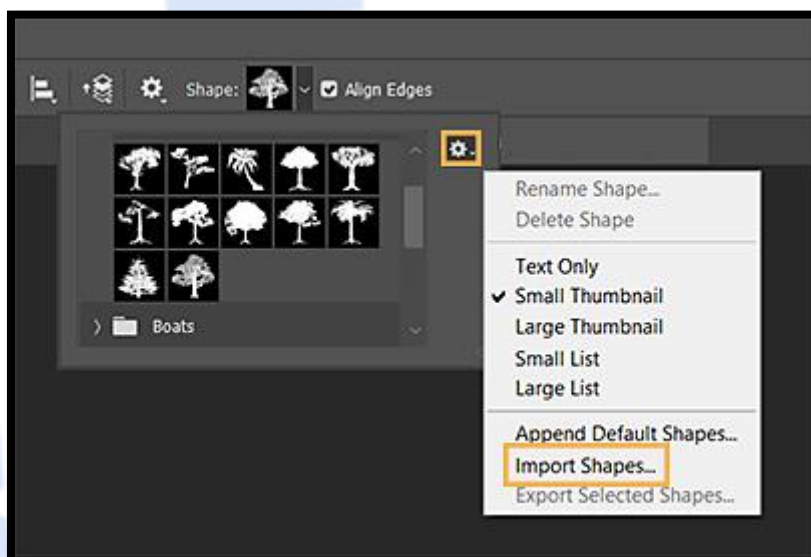 Shape:
Align Edges
Boats
Rename Shape...
Delete Shape
Text Only
Small Thumbnail
Large Thumbnail
Small List
Large List
Append Default Shapes...
Import Shapes...
Export Selected Shapes...